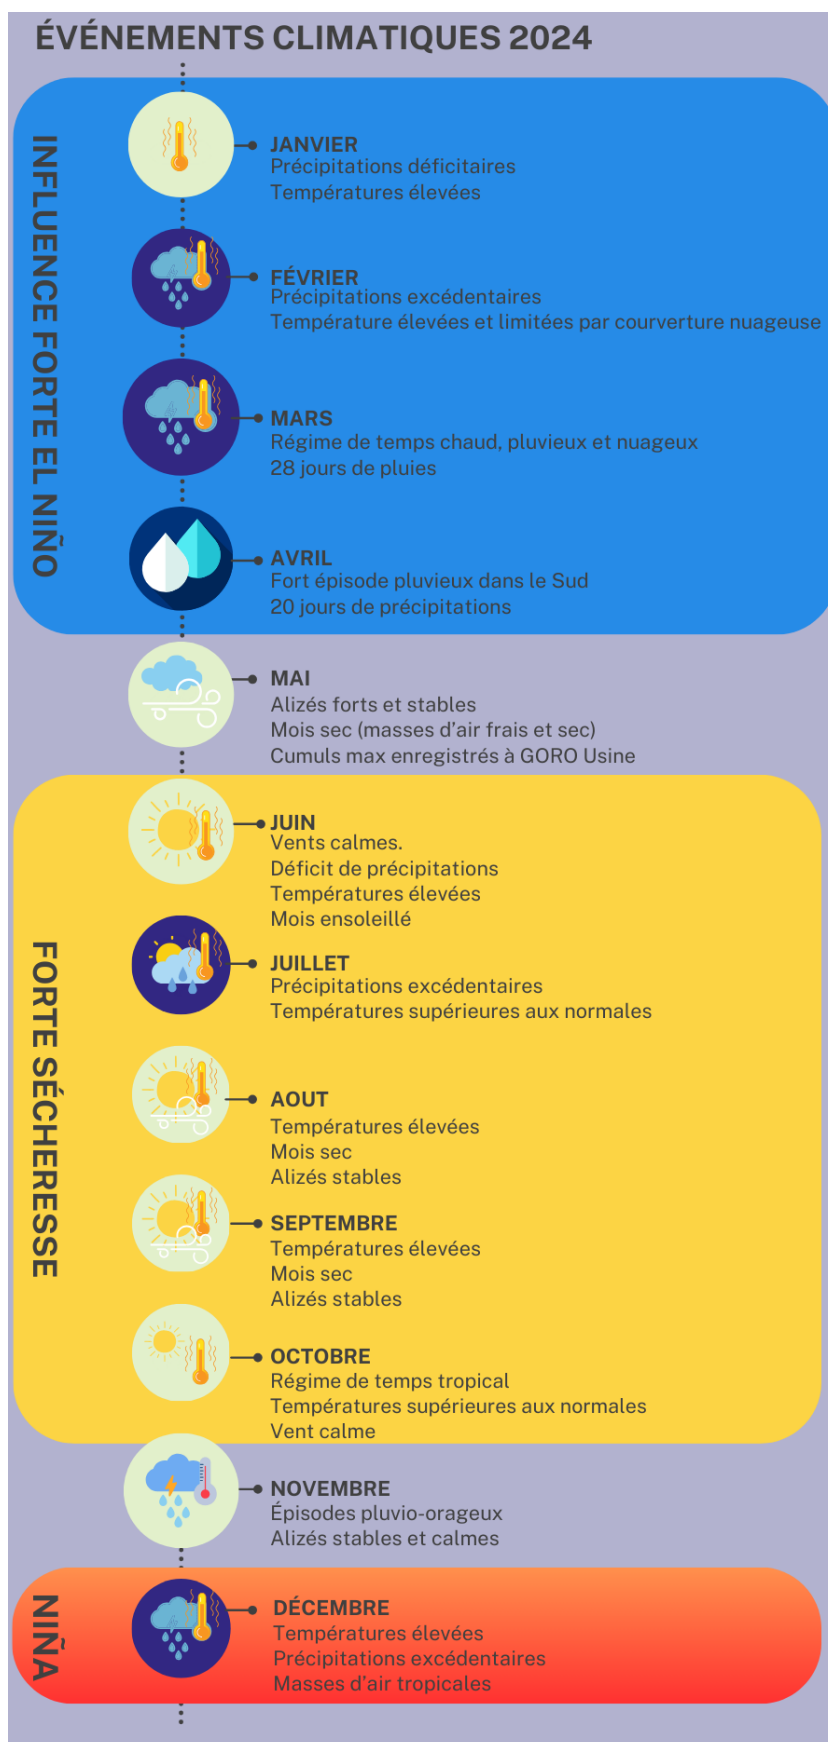 ÉVÉNEMENTS CLIMATIQUES 2024
INFLUENCE FORTE EL NIÑO
JANVIER
Précipitations déficitaires
Températures élevées
FÉVRIER
Précipitations excédentaires
Température élevées et limitées par courverture nuageuse
MARS
Régime de temps chaud, pluvieux et nuageux
28 jours de pluies
AVRIL
Fort épisode pluvieux dans le Sud
20 jours de précipitations
MAI
Alizés forts et stables
Mois sec (masses d'air frais et sec)
Cumuls max enregistrés à GORO Usine
FORTE SÉCHERESSE
JUIN
Vents calmes.
Déficit de précipitations
Températures élevées
Mois ensoleillé
JUILLET
Précipitations excédentaires
Températures supérieures aux normales
AOUT
Températures élevées
Mois sec
Alizés stables
SEPTEMBRE
Températures élevées
Mois sec
Alizés stables
OCTOBRE
Régime de temps tropical
Températures supérieures aux normales
Vent calme
NOVEMBRE
Épisodes pluvio-orageux
Alizés stables et calmes
NIÑA
DÉCEMBRE
Températures élevées
Précipitations excédentaires
Masses d'air tropicales